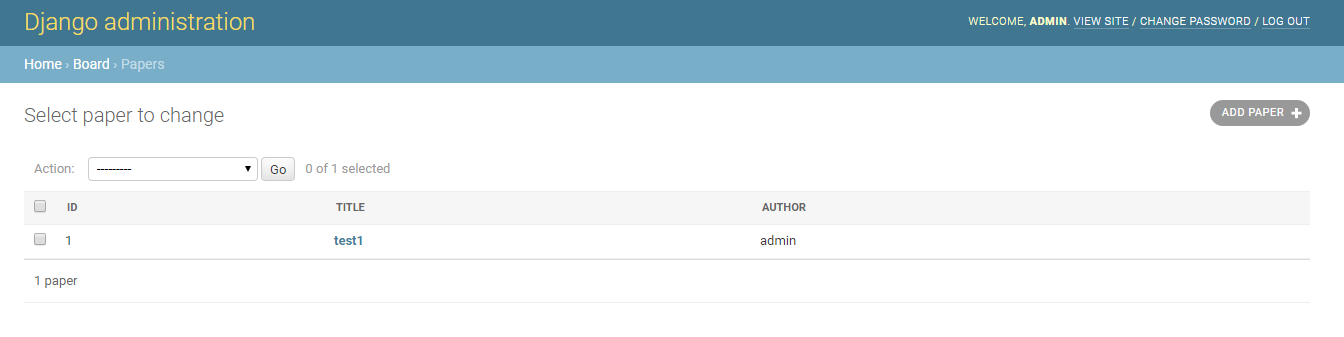 Django administration
WELCOME, ADMIN. VIEW SITE / CHANGE PASSWORD / LOG OUT
Home › Board › Papers
Select paper to change
ADD PAPER +
Action: --------- Go 0 of 1 selected
ID TITLE AUTHOR
1 test1 admin
1 paper